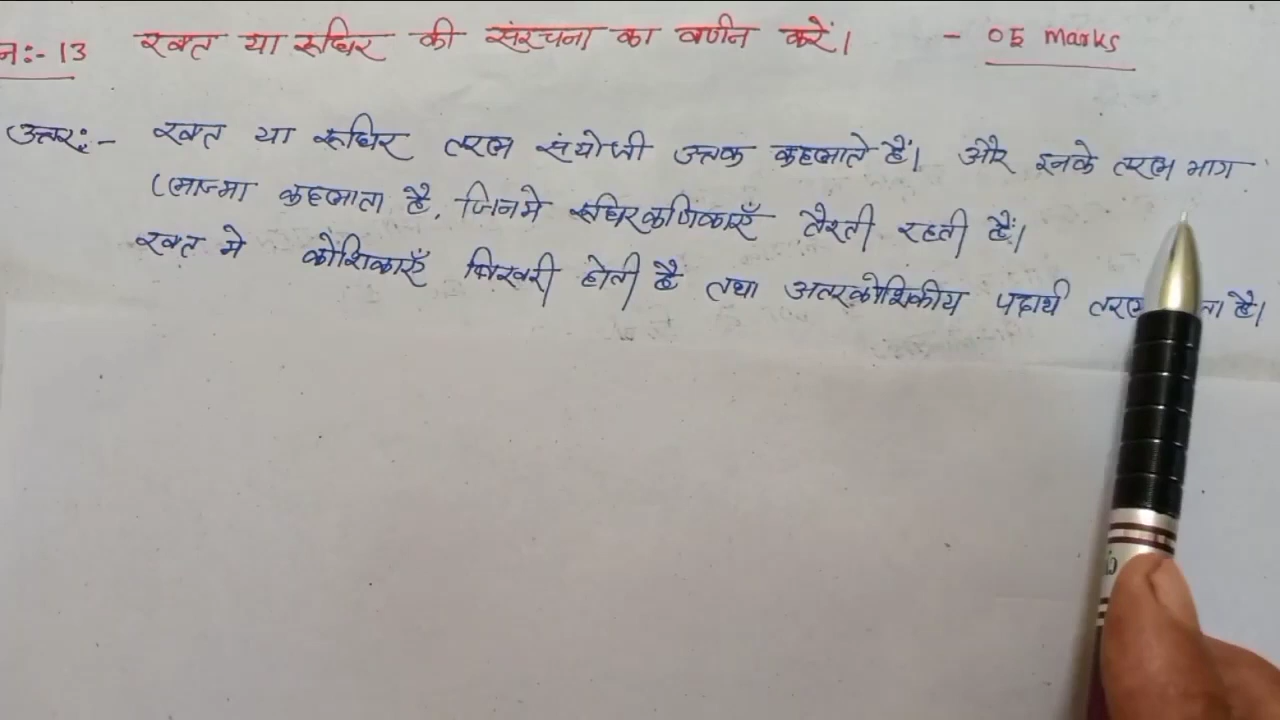 न:- 13 रक्त या रूधिर की संरचना का वर्णन करें। - 05 Marks
उत्तर:- रक्त या रूधिर तरल संयोजी उत्तक कहलाते हैं। और इनके तरल भाग
प्लाज्मा कहलाता है, जिनमे रूधिरकणिकाएँ तैरती रहती हैं।
रक्त मे कोशिकाएँ बिखरी होती है तथा अतरकोशिकीय पदार्थ तरल ता है।